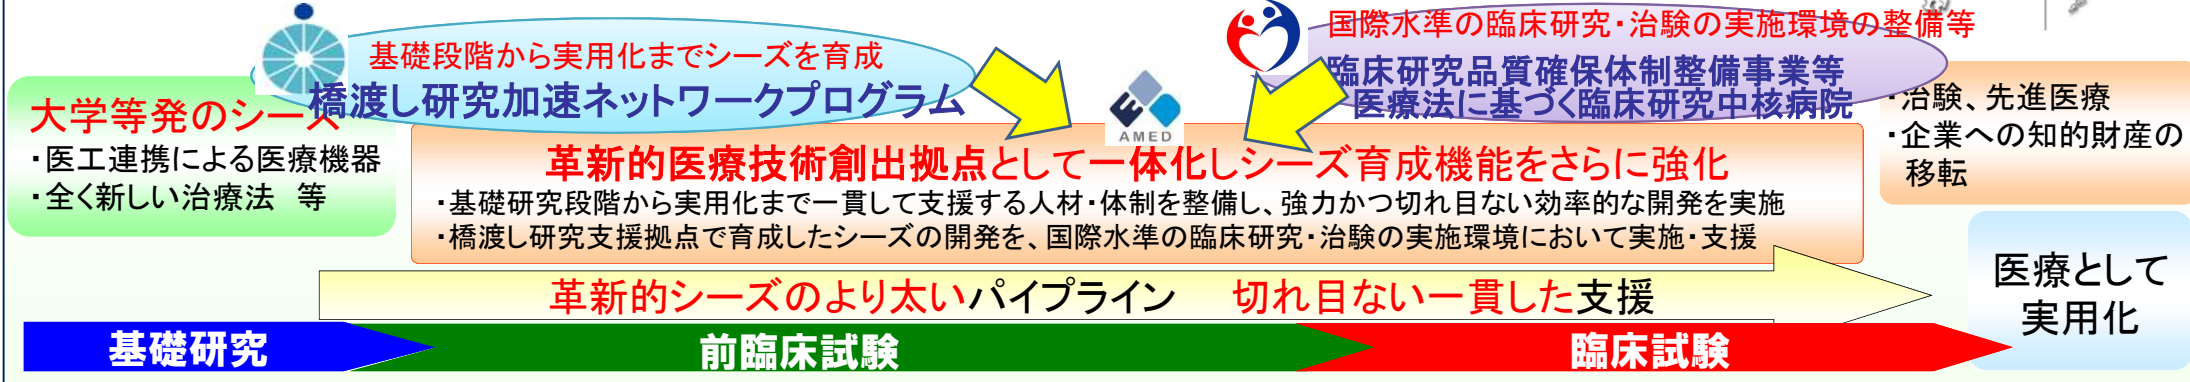 基礎段階から実用化までシーズを育成
橋渡し研究加速ネットワークプログラム
国際水準の臨床研究・治験の実施環境の整備等
臨床研究品質確保体制整備事業等
医療法に基づく臨床研究中核病院
大学等発のシーズ
・医工連携による医療機器
・全く新しい治療法　等
AMED
革新的医療技術創出拠点として一体化しシーズ育成機能をさらに強化
・基礎研究段階から実用化まで一貫して支援する人材・体制を整備し、強力かつ切れ目ない効率的な開発を実施
・橋渡し研究支援拠点で育成したシーズの開発を、国際水準の臨床研究・治験の実施環境において実施・支援
・治験、先進医療
・企業への知的財産の
移転
革新的シーズのより太いパイプライン　切れ目ない一貫した支援
医療として
実用化
基礎研究
前臨床試験
臨床試験